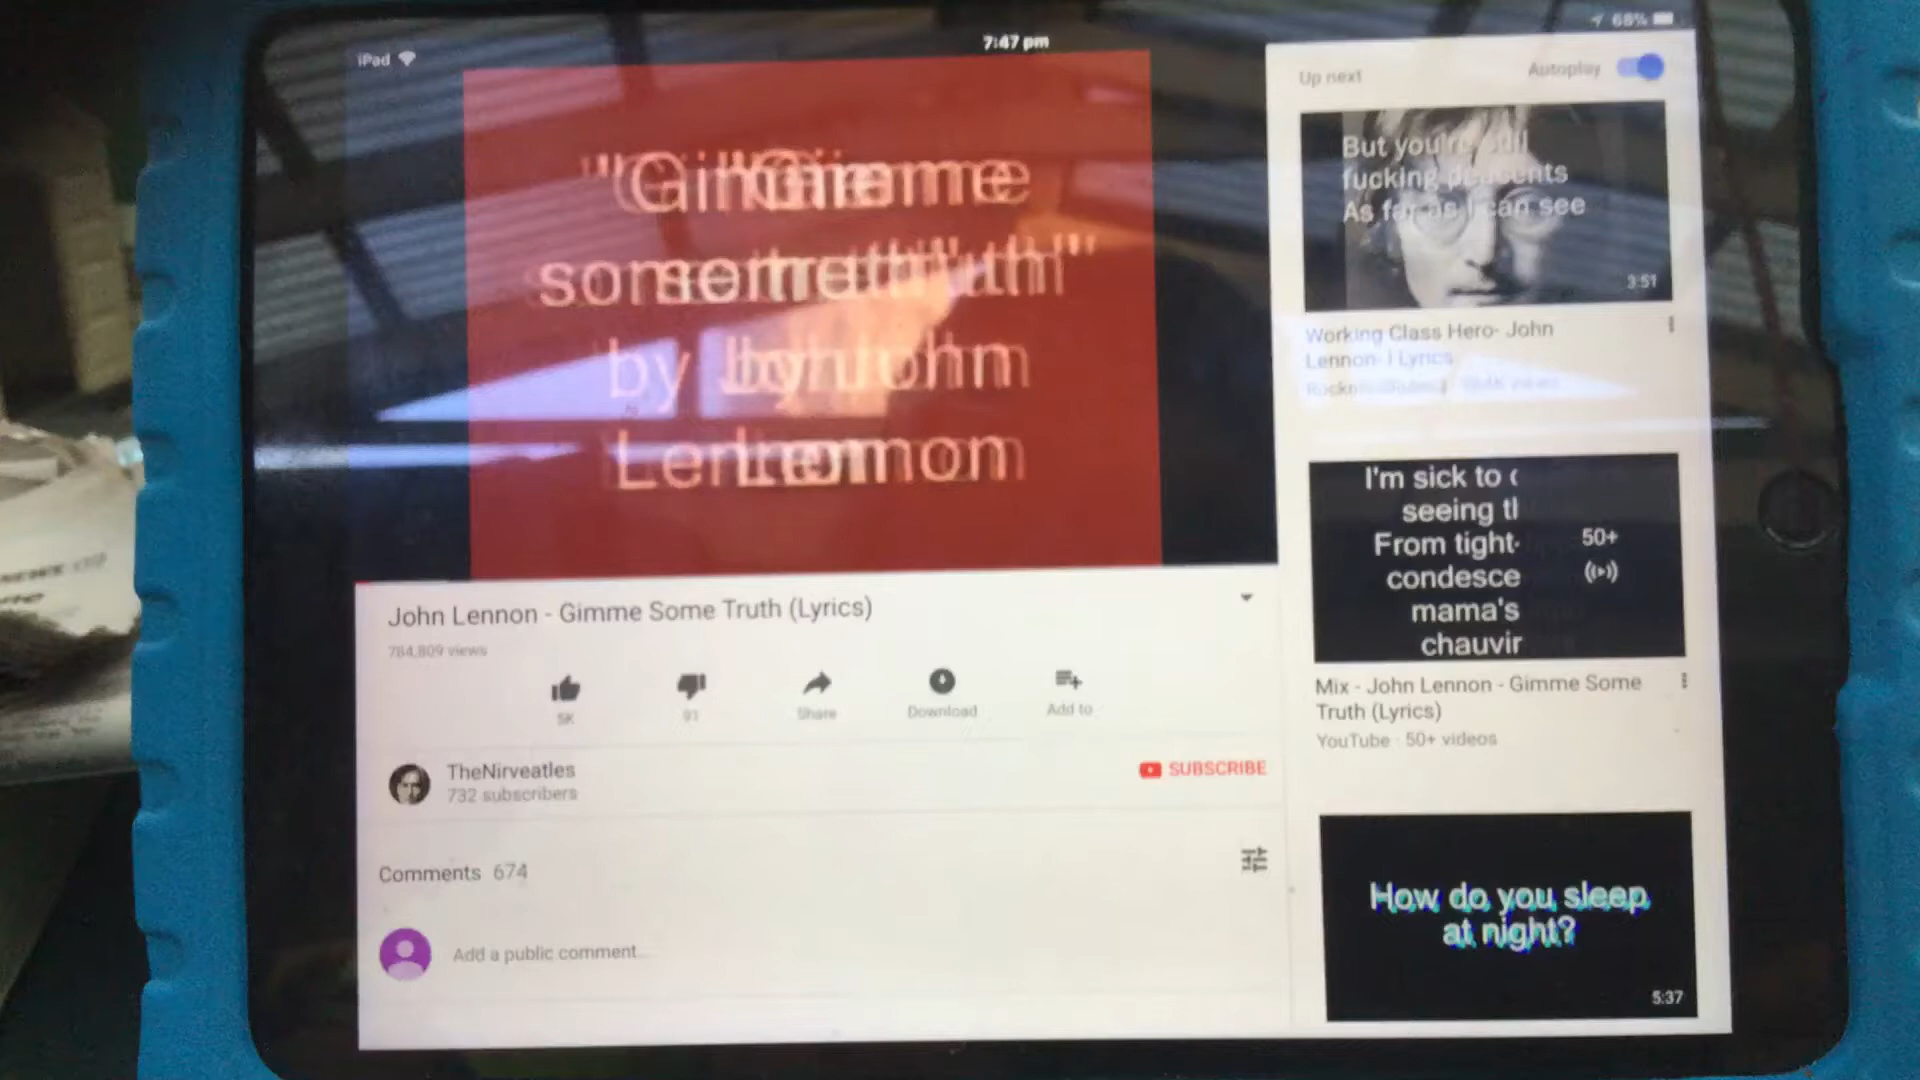 iPad
7:47 pm
68%
"Gimme
some truth"
by John
Lennon
John Lennon - Gimme Some Truth (Lyrics)
784,809 views
5K
91
Share
Download
Add to
TheNirveatles
732 subscribers
SUBSCRIBE
Comments 674
Add a public comment...
Up next
Autoplay
But you're still
fucking peasents
As far as I can see
3:51
Working Class Hero- John
Lennon- Lyrics
I'm sick to
seeing
From tight-
condesce
mama's
chauvir
50+
Mix - John Lennon - Gimme Some
Truth (Lyrics)
YouTube · 50+ videos
How do you sleep
at night?
5:37